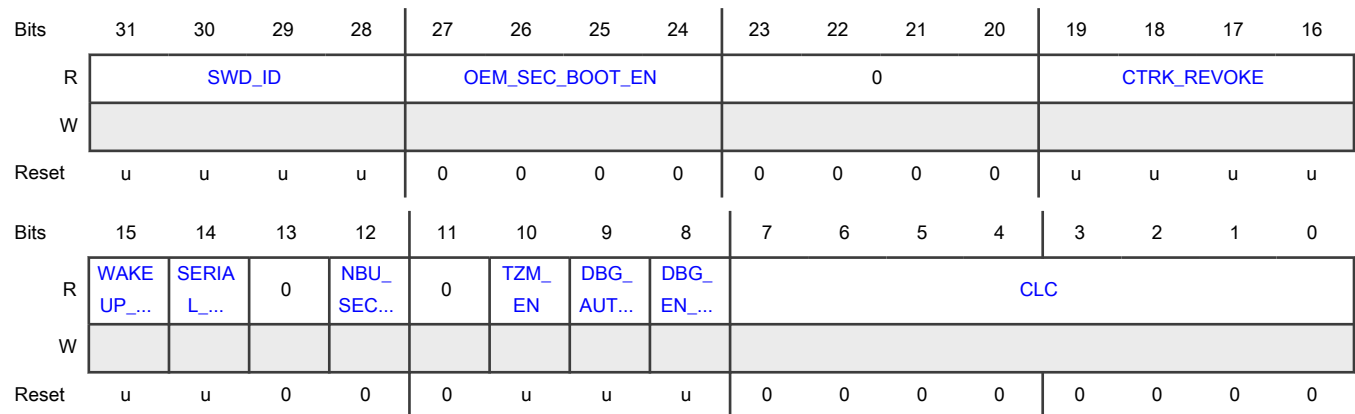 Bits 31 30 29 28 27 26 25 24 23 22 21 20 19 18 17 16
R SWD_ID OEM_SEC_BOOT_EN 0 CTRK_REVOKE
W
Reset u u u u 0 0 0 0 0 0 0 0 u u u u
Bits 15 14 13 12 11 10 9 8 7 6 5 4 3 2 1 0
WAKE SERIA NBU_ TZM_ DBG_ DBG_
R 0 0 CLC
UP_... L_... SEC... EN AUT... EN_...
W
Reset u u 0 0 0 u u u 0 0 0 0 0 0 0 0